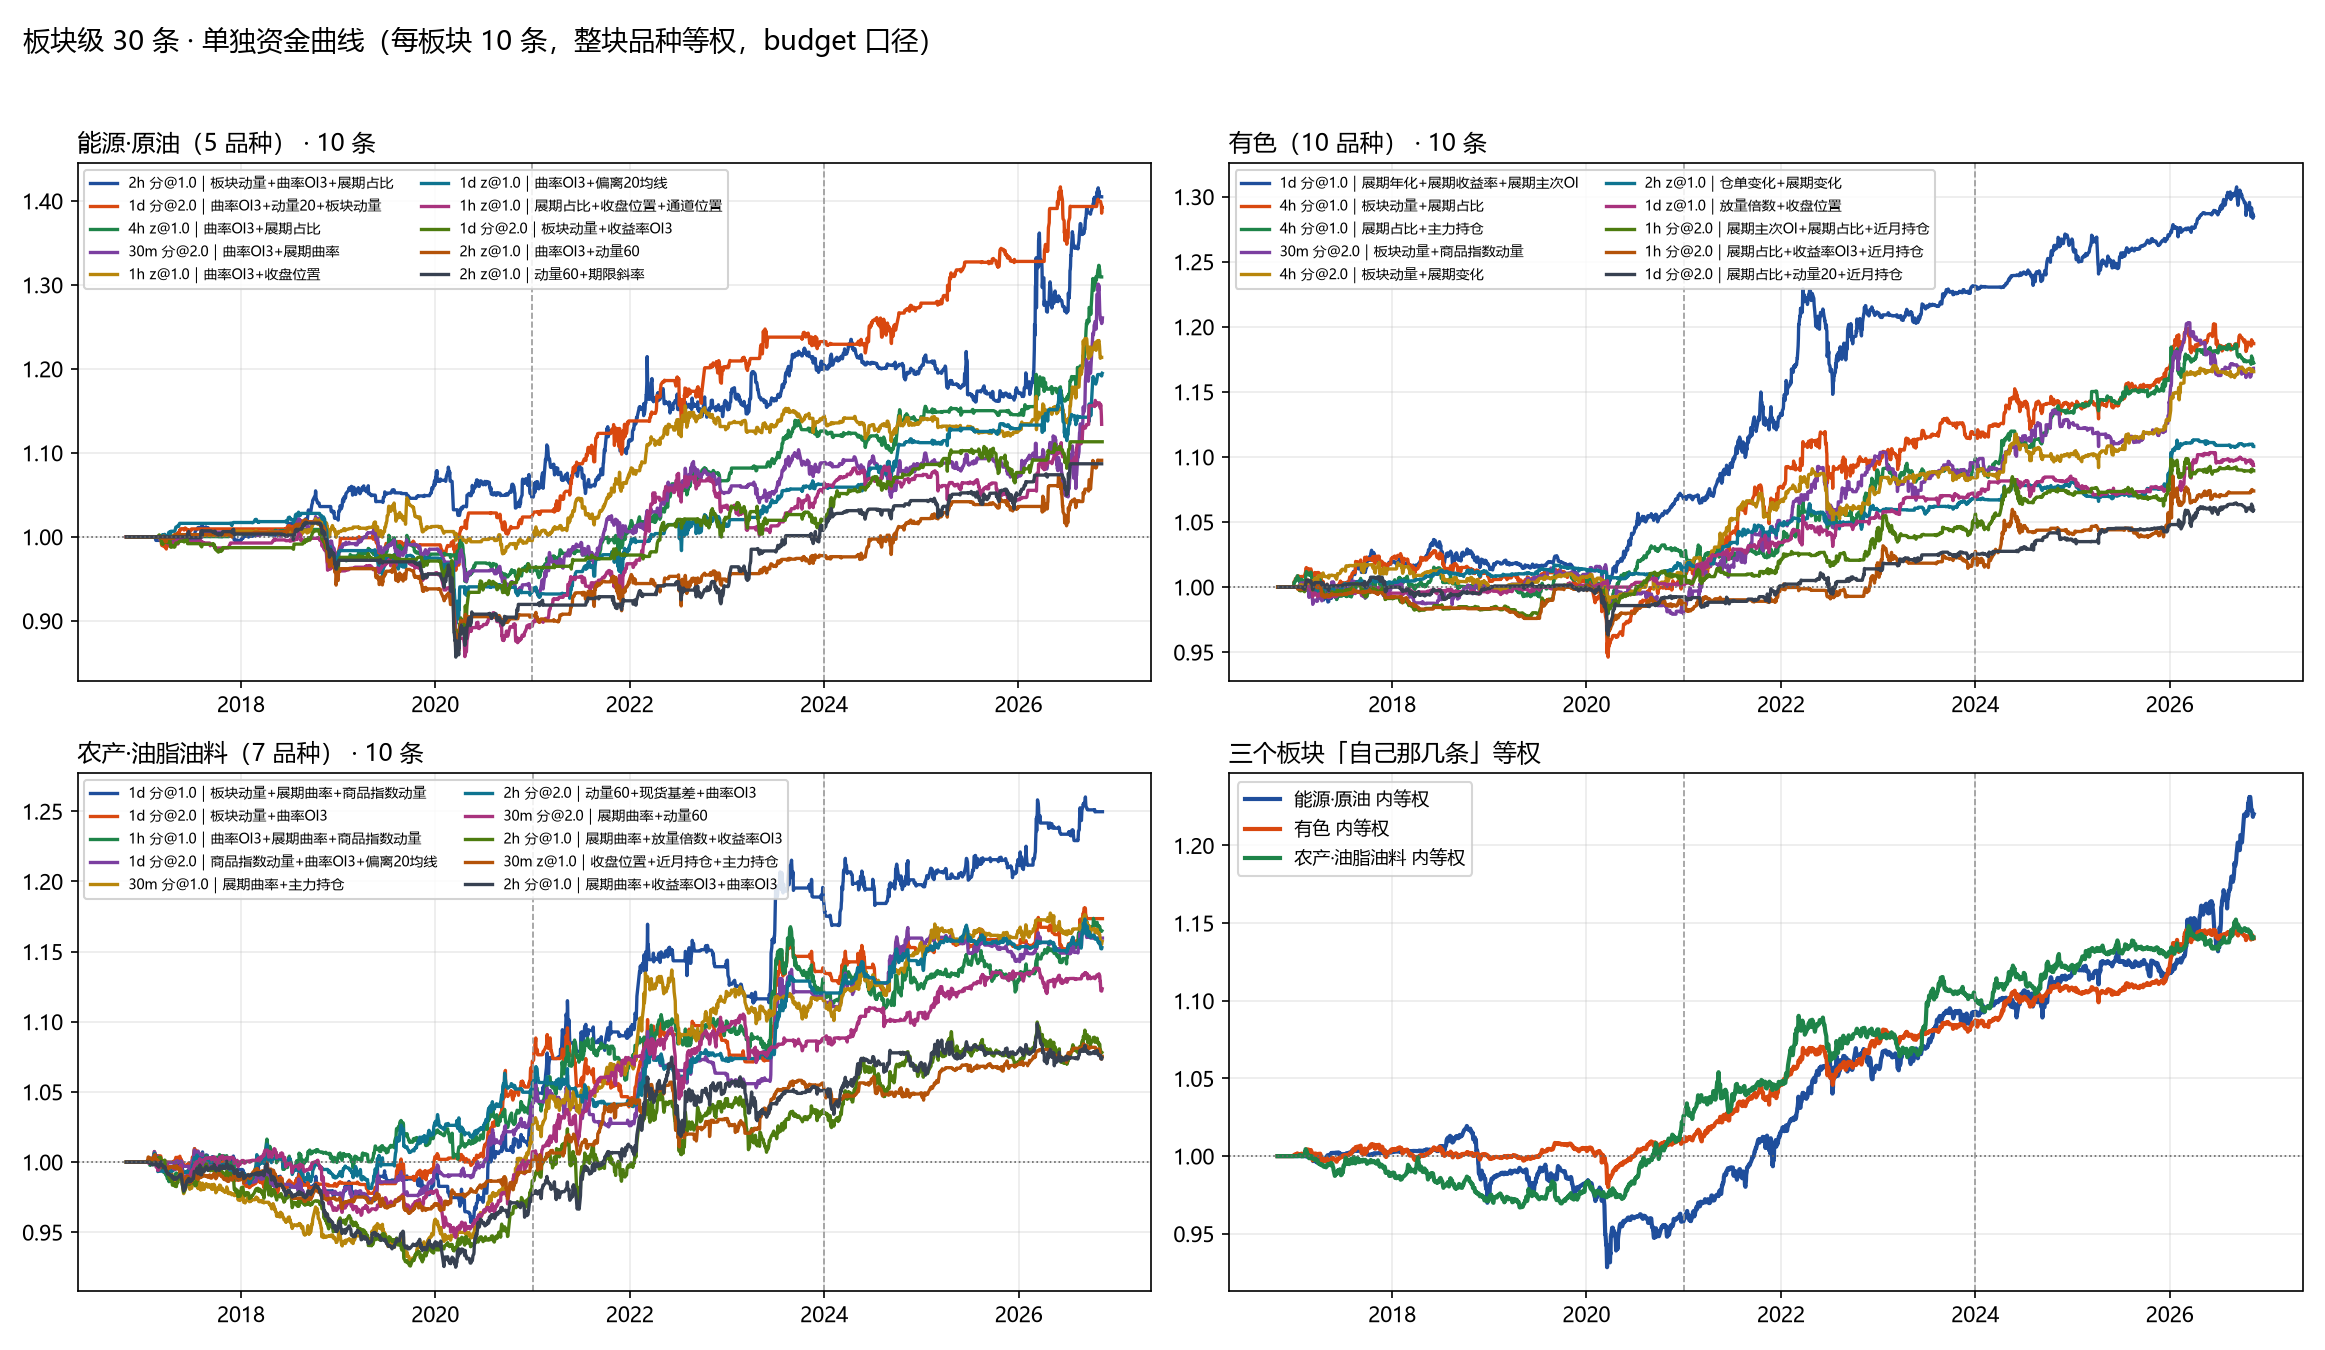 板块级 30 条 · 单独资金曲线（每板块 10 条，整块品种等权，budget 口径）
能源·原油（5 品种） · 10 条
2h 分@1.0 | 板块动量+曲率OI3+展期占比
1d 分@2.0 | 曲率OI3+动量20+板块动量
4h z@1.0 | 曲率OI3+展期占比
30m 分@2.0 | 曲率OI3+展期曲率
1h z@1.0 | 曲率OI3+收盘位置
1d z@1.0 | 曲率OI3+偏离20均线
1h z@1.0 | 展期占比+收盘位置+通道位置
1d 分@2.0 | 板块动量+收益率OI3
2h z@1.0 | 曲率OI3+动量60
2h z@1.0 | 动量60+期限斜率
1.40
1.30
1.20
1.10
1.00
0.90
2018 2020 2022 2024 2026
有色（10 品种） · 10 条
1d 分@1.0 | 展期年化+展期收益率+展期主次OI
4h 分@1.0 | 板块动量+展期占比
4h 分@1.0 | 展期占比+主力持仓
30m 分@2.0 | 板块动量+商品指数动量
4h 分@2.0 | 板块动量+展期变化
2h z@1.0 | 仓单变化+展期变化
1d z@1.0 | 放量倍数+收盘位置
1h 分@2.0 | 展期主次OI+展期占比+近月持仓
1h 分@2.0 | 展期占比+收益率OI3+近月持仓
1d 分@2.0 | 展期占比+动量20+近月持仓
1.30
1.25
1.20
1.15
1.10
1.05
1.00
0.95
2018 2020 2022 2024 2026
农产·油脂油料（7 品种） · 10 条
1d 分@1.0 | 板块动量+展期曲率+商品指数动量
1d 分@2.0 | 板块动量+曲率OI3
1h 分@1.0 | 曲率OI3+展期曲率+商品指数动量
1d 分@2.0 | 商品指数动量+曲率OI3+偏离20均线
30m 分@1.0 | 展期曲率+主力持仓
2h 分@2.0 | 动量60+现货基差+曲率OI3
30m 分@2.0 | 展期曲率+动量60
2h 分@1.0 | 展期曲率+放量倍数+收益率OI3
30m z@1.0 | 收盘位置+近月持仓+主力持仓
2h 分@1.0 | 展期曲率+收益率OI3+曲率OI3
1.25
1.20
1.15
1.10
1.05
1.00
0.95
2018 2020 2022 2024 2026
三个板块「自己那几条」等权
能源·原油 内等权
有色 内等权
农产·油脂油料 内等权
1.20
1.15
1.10
1.05
1.00
0.95
2018 2020 2022 2024 2026